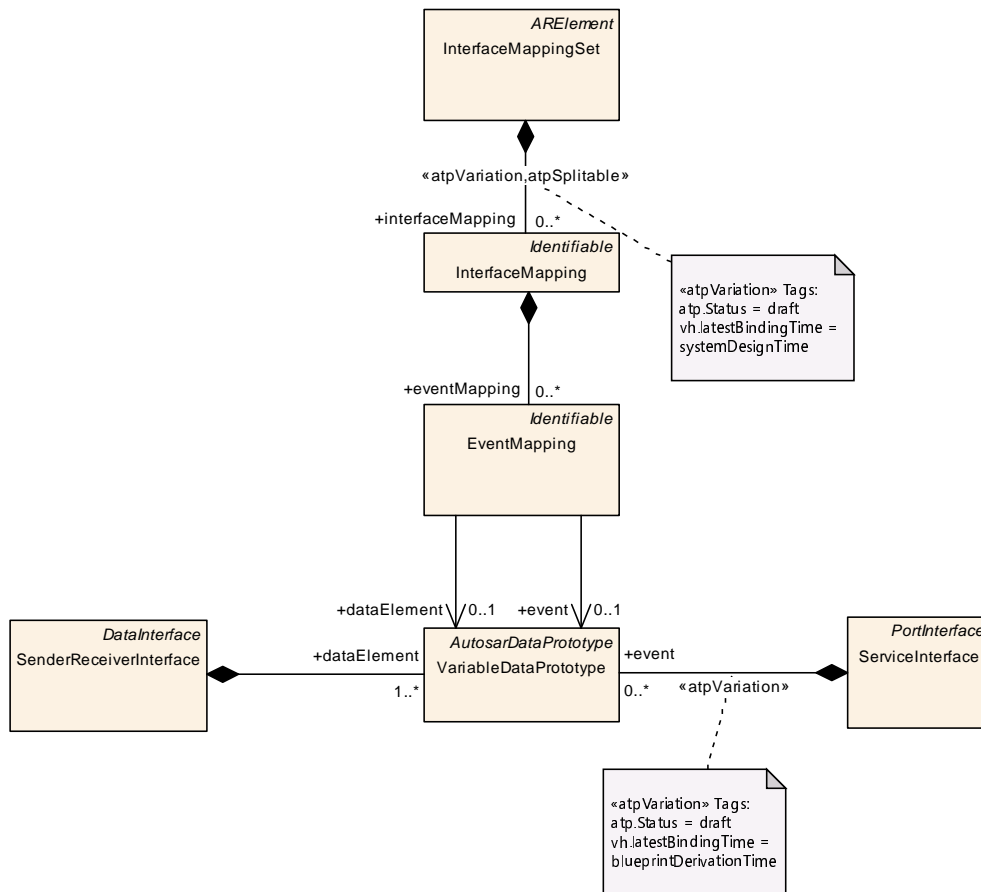 ARElement
InterfaceMappingSet
«atpVariation,atpSplitable»
+interfaceMapping
0..*
Identifiable
InterfaceMapping
«atpVariation» Tags:
atp.Status = draft
vh.latestBindingTime =
systemDesignTime
+eventMapping
0..*
Identifiable
EventMapping
+dataElement
0..1
+event
0..1
DataInterface
SenderReceiverInterface
+dataElement
1..*
AutosarDataPrototype
VariableDataPrototype
+event
0..*
«atpVariation»
PortInterface
ServiceInterface
«atpVariation» Tags:
atp.Status = draft
vh.latestBindingTime =
blueprintDerivationTime